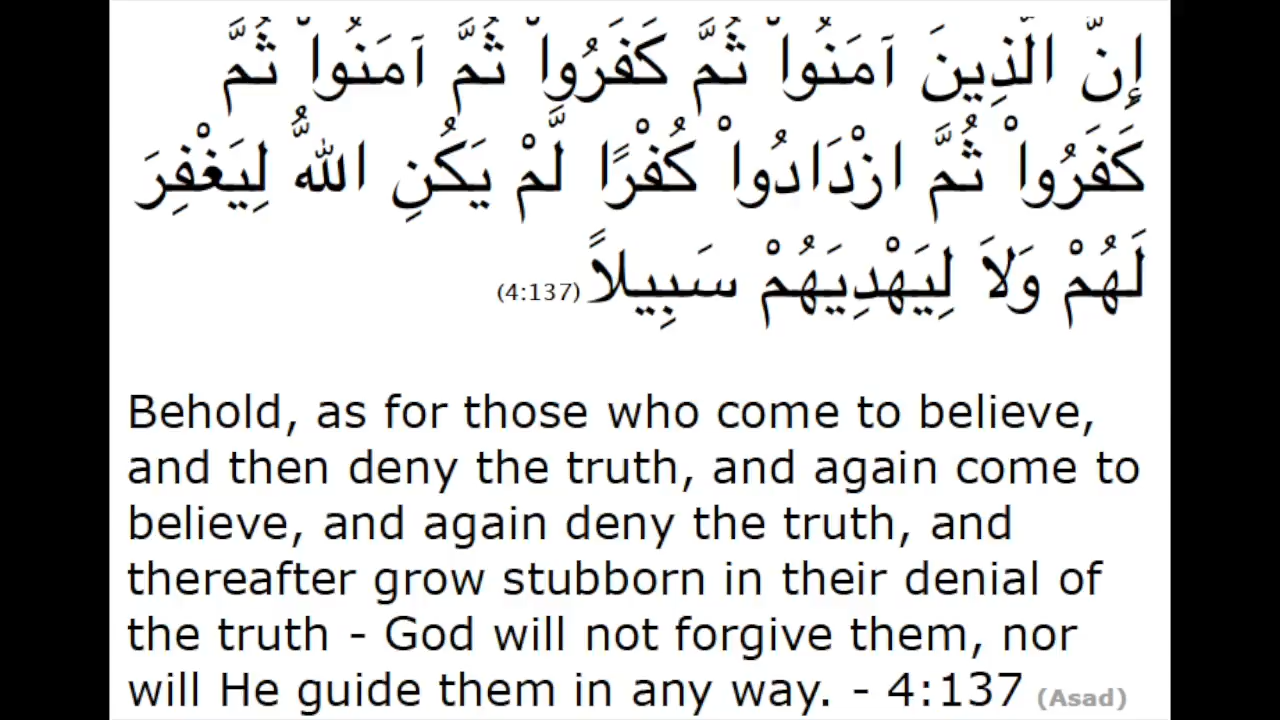 إِنَّ الَّذِينَ آمَنُواْ ثُمَّ كَفَرُواْ ثُمَّ آمَنُواْ ثُمَّ
كَفَرُواْ ثُمَّ ازْدَادُواْ كُفْرًا لَّمْ يَكُنِ اللّهُ لِيَغْفِرَ
لَهُمْ وَلاَ لِيَهْدِيَهُمْ سَبِيلاً (4:137)
Behold, as for those who come to believe,
and then deny the truth, and again come to
believe, and again deny the truth, and
thereafter grow stubborn in their denial of
the truth - God will not forgive them, nor
will He guide them in any way. - 4:137 (Asad)